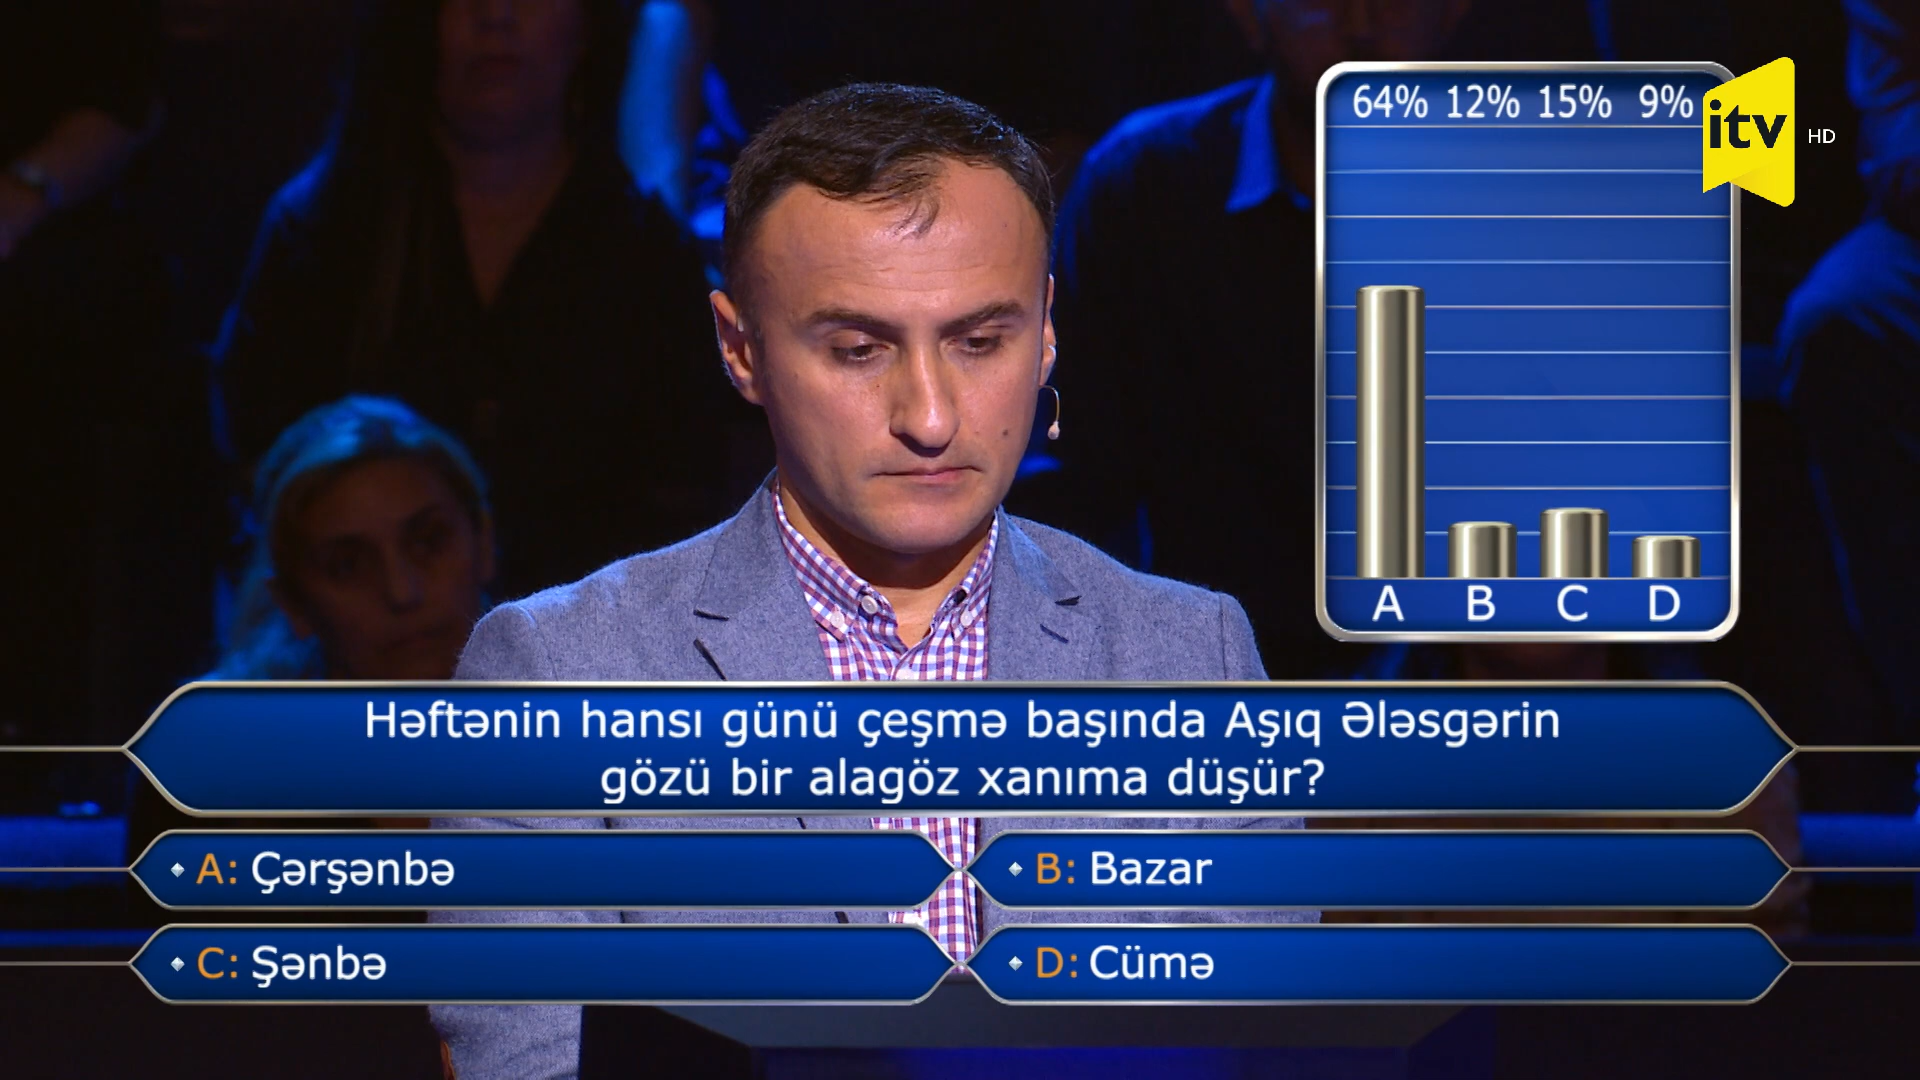 64% 12% 15% 9%
itv HD
A B C D
Həftənin hansı günü çeşmə başında Aşıq Ələsgərin
gözü bir alagöz xanıma düşür?
A: Çərşənbə
B: Bazar
C: Şənbə
D: Cümə